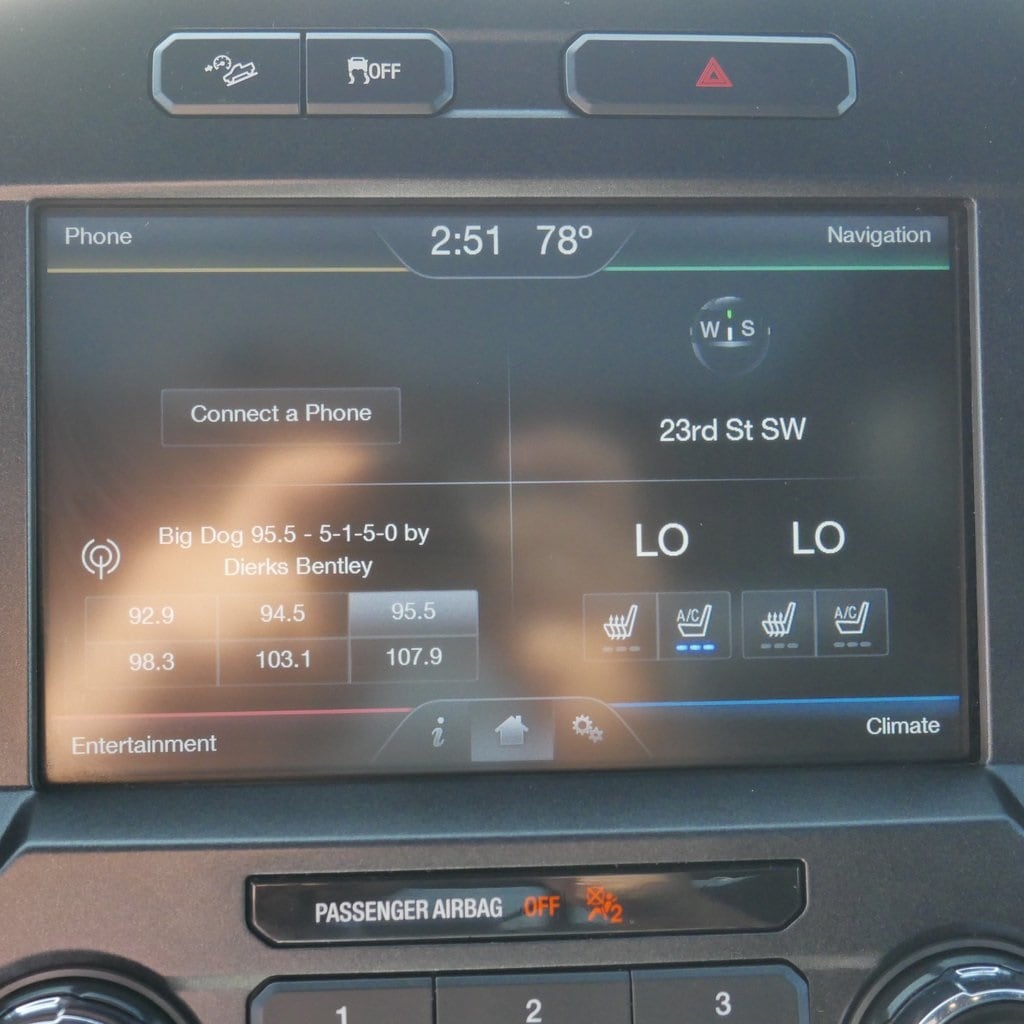 OFF
Phone
2:51 78°
Navigation
W S
Connect a Phone
23rd St SW
Big Dog 95.5 - 5-1-5-0 by
Dierks Bentley
92.9 94.5 95.5
98.3 103.1 107.9
LO LO
A/C A/C
i
Entertainment
Climate
PASSENGER AIRBAG OFF 2
1 2 3